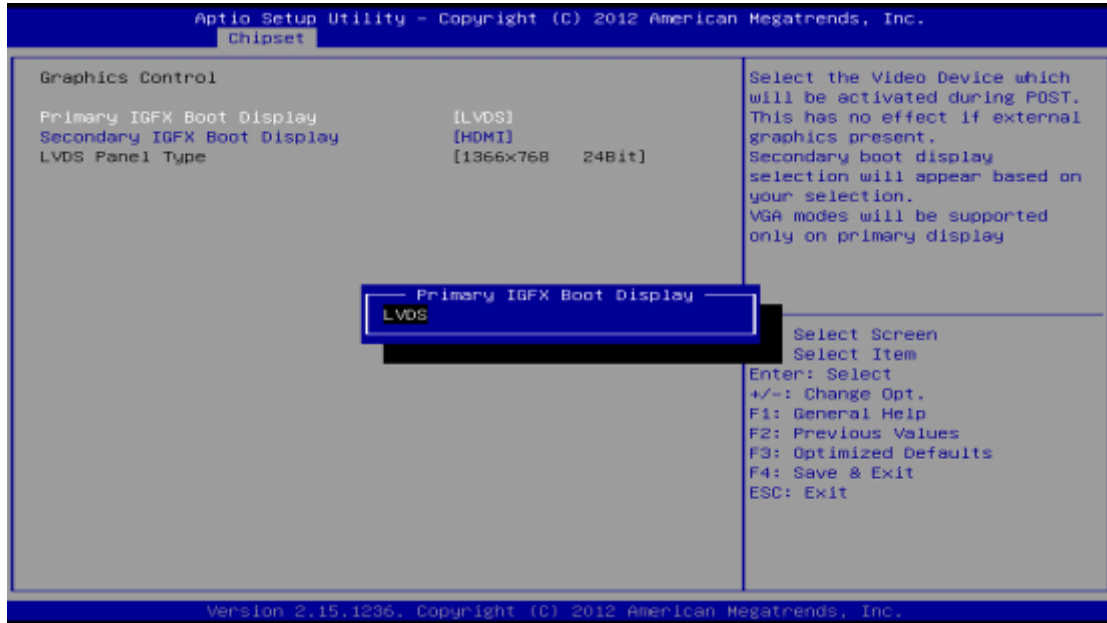 Aptio Setup Utility – Copyright (C) 2012 American Megatrends, Inc.
Chipset
Graphics Control
Primary IGFX Boot Display [LVDS]
Secondary IGFX Boot Display [HDMI]
LVDS Panel Type [1366x768 24Bit]
Primary IGFX Boot Display
LVDS
Select the Video Device which
will be activated during POST.
This has no effect if external
graphics present.
Secondary boot display
selection will appear based on
your selection.
VGA modes will be supported
only on primary display
Select Screen
Select Item
Enter: Select
+/-: Change Opt.
F1: General Help
F2: Previous Values
F3: Optimized Defaults
F4: Save & Exit
ESC: Exit
Version 2.15.1236. Copyright (C) 2012 American Megatrends, Inc.